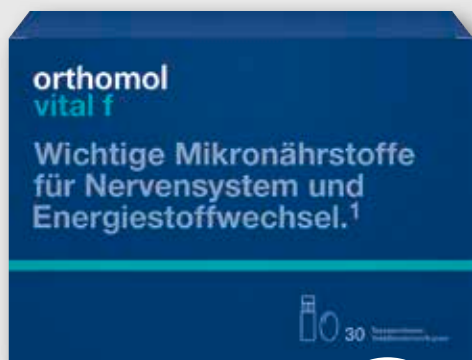 orthomol
vital f
Wichtige Mikronährstoffe
für Nervensystem und
Energiestoffwechsel.¹
30